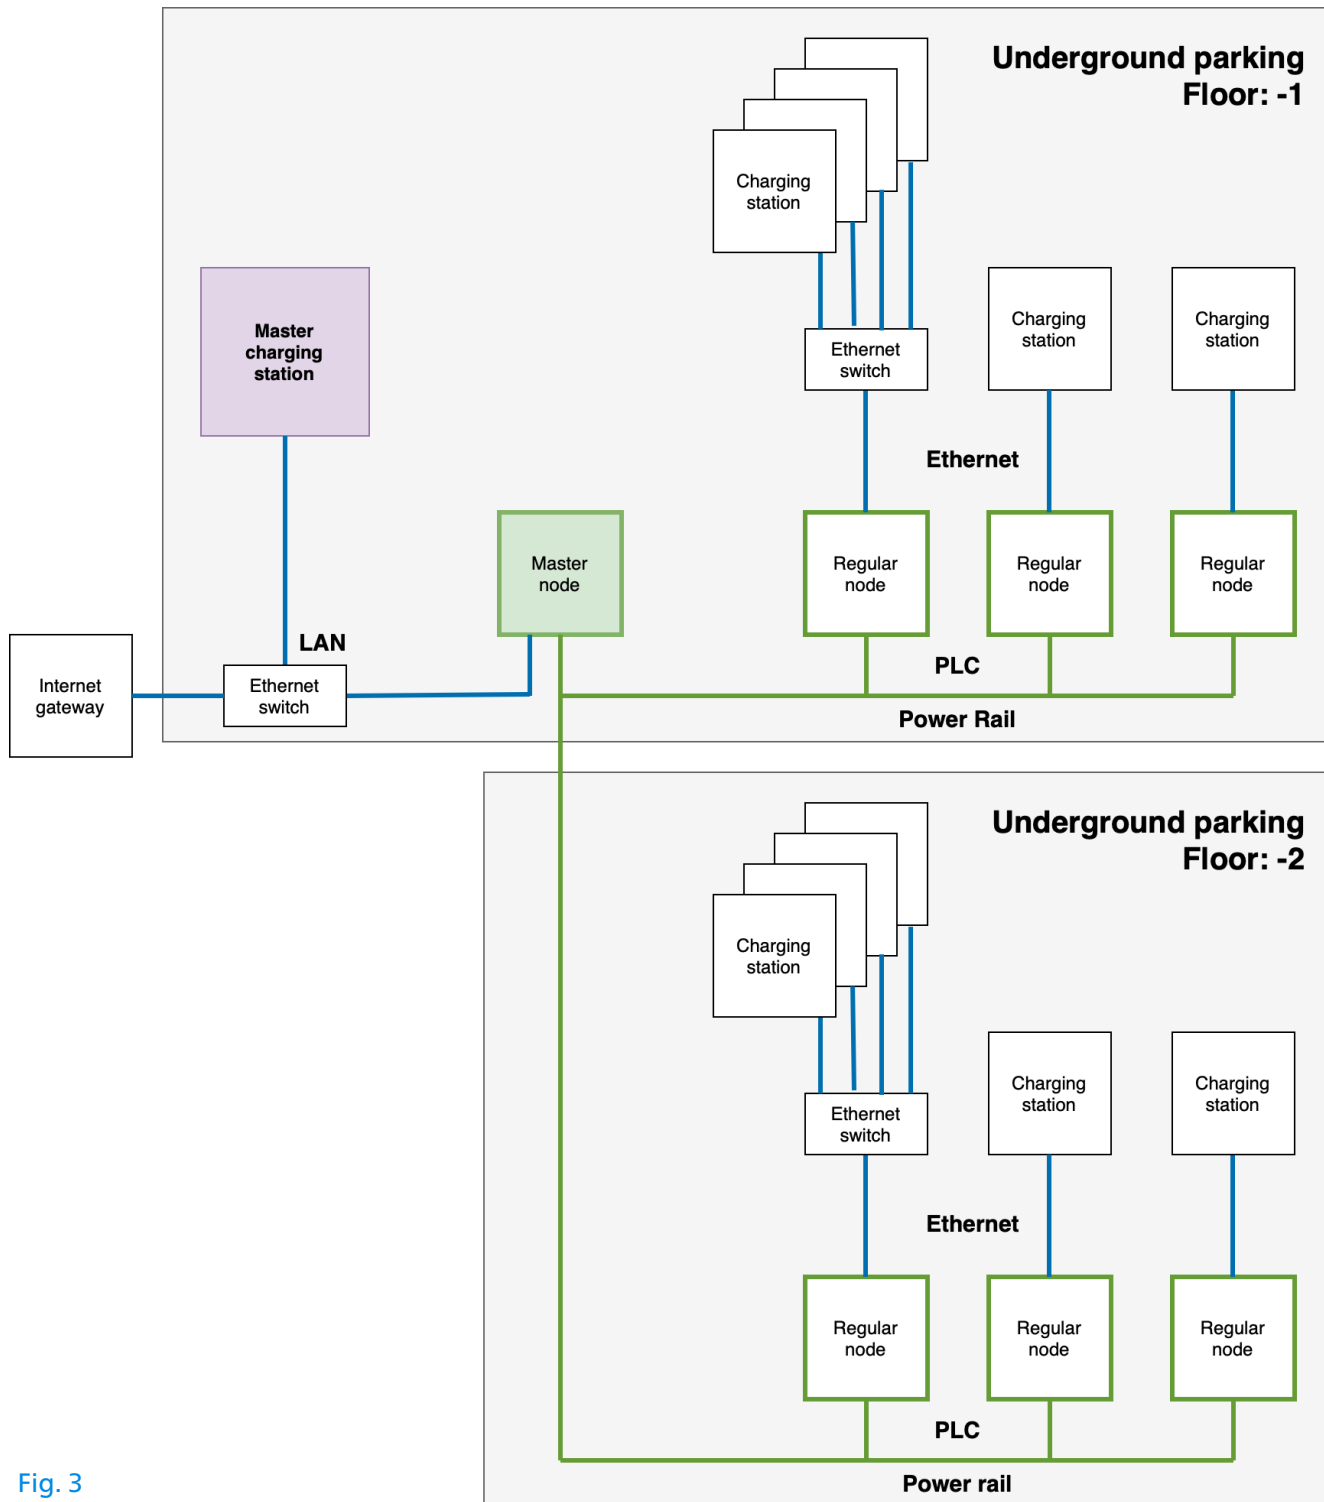 Underground parking
Floor: -1
Charging
station
Master
charging
station
Charging
station
Charging
station
Ethernet
switch
Ethernet
Master
node
Regular
node
Regular
node
Regular
node
LAN
PLC
Internet
gateway
Ethernet
switch
Power Rail
Underground parking
Floor: -2
Charging
station
Charging
station
Charging
station
Ethernet
switch
Ethernet
Regular
node
Regular
node
Regular
node
PLC
Power rail
Fig. 3